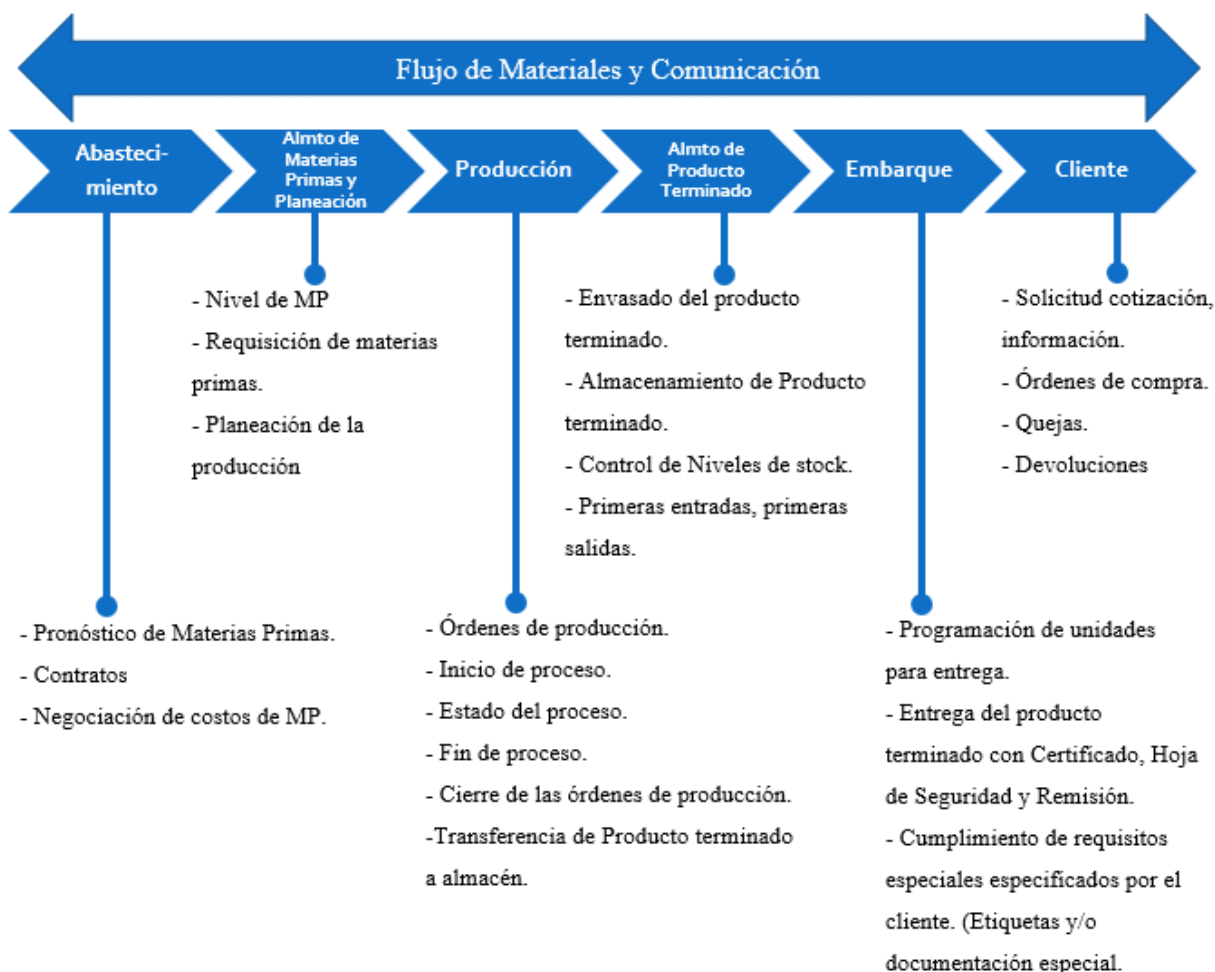 Flujo de Materiales y Comunicación
Abasteci-
miento
Almto de
Materias
Primas y
Planeación
Producción
Almto de
Producto
Terminado
Embarque
Cliente
- Nivel de MP
- Requisición de materias
primas.
- Planeación de la
producción
- Envasado del producto
terminado.
- Almacenamiento de Producto
terminado.
- Control de Niveles de stock.
- Primeras entradas, primeras
salidas.
- Solicitud cotización,
información.
- Órdenes de compra.
- Quejas.
- Devoluciones
- Pronóstico de Materias Primas.
- Contratos
- Negociación de costos de MP.
- Órdenes de producción.
- Inicio de proceso.
- Estado del proceso.
- Fin de proceso.
- Cierre de las órdenes de producción.
-Transferencia de Producto terminado
a almacén.
- Programación de unidades
para entrega.
- Entrega del producto
terminado con Certificado, Hoja
de Seguridad y Remisión.
- Cumplimiento de requisitos
especiales especificados por el
cliente. (Etiquetas y/o
documentación especial.